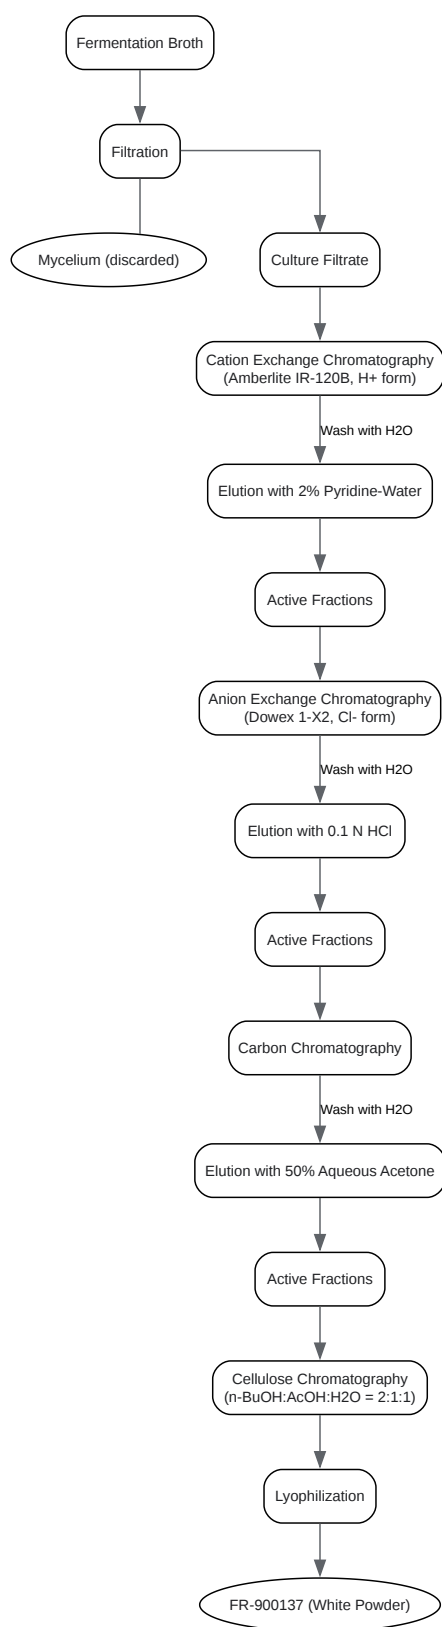 Fermentation Broth
Filtration
Mycelium (discarded)
Culture Filtrate
Cation Exchange Chromatography
(Amberlite IR-120B, H+ form)
Wash with H2O
Elution with 2% Pyridine-Water
Active Fractions
Anion Exchange Chromatography
(Dowex 1-X2, Cl- form)
Wash with H2O
Elution with 0.1 N HCl
Active Fractions
Carbon Chromatography
Wash with H2O
Elution with 50% Aqueous Acetone
Active Fractions
Cellulose Chromatography
(n-BuOH:AcOH:H2O = 2:1:1)
Lyophilization
FR-900137 (White Powder)